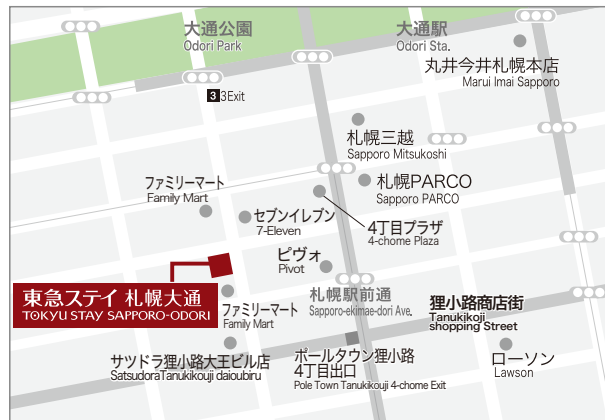 大通公園
Odori Park
大通駅
Odori Sta.
丸井今井札幌本店
Marui Imai Sapporo
3 3Exit
札幌三越
Sapporo Mitsukoshi
札幌PARCO
Sapporo PARCO
ファミリーマート
Family Mart
セブンイレブン
7-Eleven
4丁目プラザ
4-chome Plaza
ピヴォ
Pivot
東急ステイ 札幌大通
TOKYU STAY SAPPORO-ODORI
ファミリーマート
Family Mart
札幌駅前通
Sapporo-ekimae-dori Ave.
狸小路商店街
Tanukikoji
shopping Street
サツドラ狸小路大王ビル店
SatsudoraTanukikouji daioubiru
ポールタウン狸小路
4丁目出口
Pole Town Tanukikouji 4-chome Exit
ローソン
Lawson